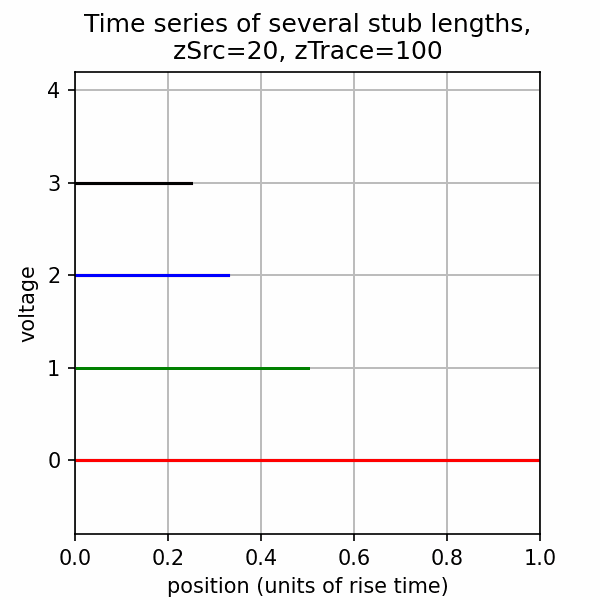 Time series of several stub lengths,
zSrc=20, zTrace=100
4
3
2
1
0
voltage
0.0 0.2 0.4 0.6 0.8 1.0
position (units of rise time)